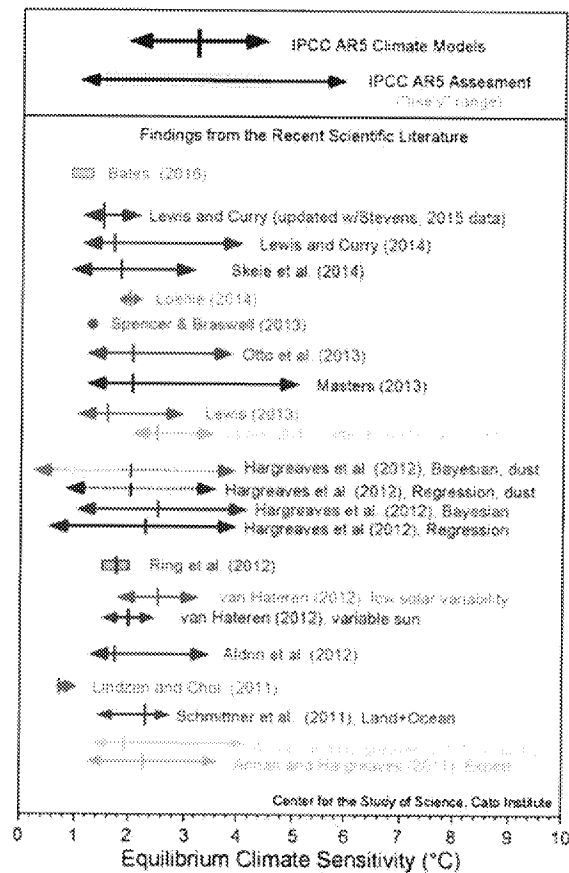 IPCC AR5 Climate Models
IPCC AR5 Assesment
("likely" range)
Findings from the Recent Scientific Literature
Bates (2016)
Lewis and Curry (updated w/Stevens, 2015 data)
Lewis and Curry (2014)
Skeie et al. (2014)
Loehle (2014)
Spencer & Braswell (2013)
Otto et al. (2013)
Masters (2013)
Lewis (2013)
Hargreaves et al. (2012), Bayesian, dust
Hargreaves et al (2012), Regression, dust
Hargreaves et al (2012), Bayesian
Hargreaves et al (2012), Regression
Ring et al. (2012)
van Hateren (2012), low solar variability
van Hateren (2012), variable sun
Aldrin et al. (2012)
Lindzen and Choi (2011)
Schmittner et al. (2011), Land+Ocean
Annan and Hargreaves (2011), Expert
Center for the Study of Science, Cato Institute
0 1 2 3 4 5 6 7 8 9 10
Equilibrium Climate Sensitivity (°C)